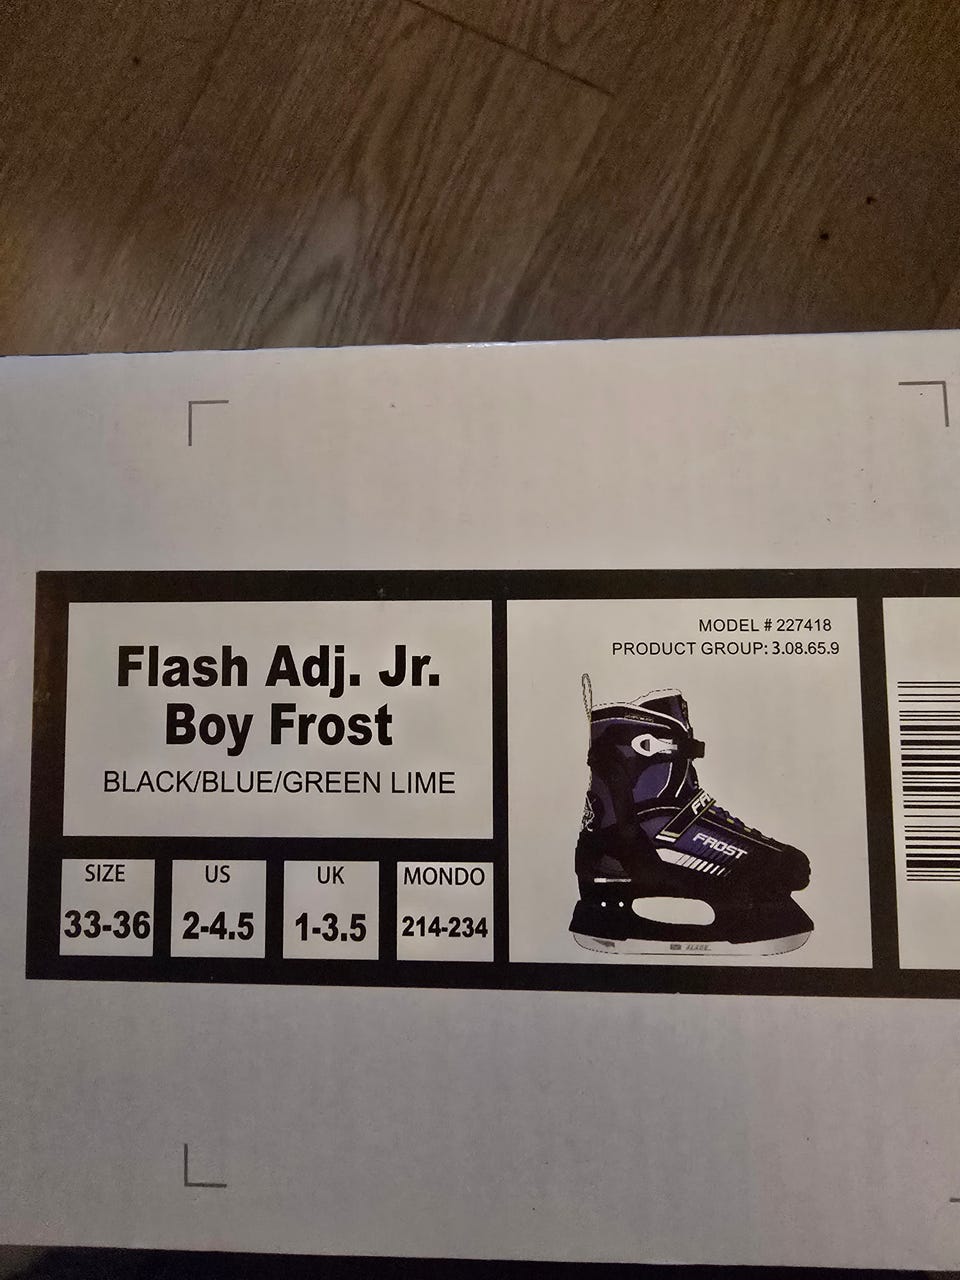 Flash Adj. Jr.
Boy Frost
BLACK/BLUE/GREEN LIME
SIZE
33-36
US
2-4.5
UK
1-3.5
MONDO
214-234
MODEL # 227418
PRODUCT GROUP: 3.08.65.9
FROST